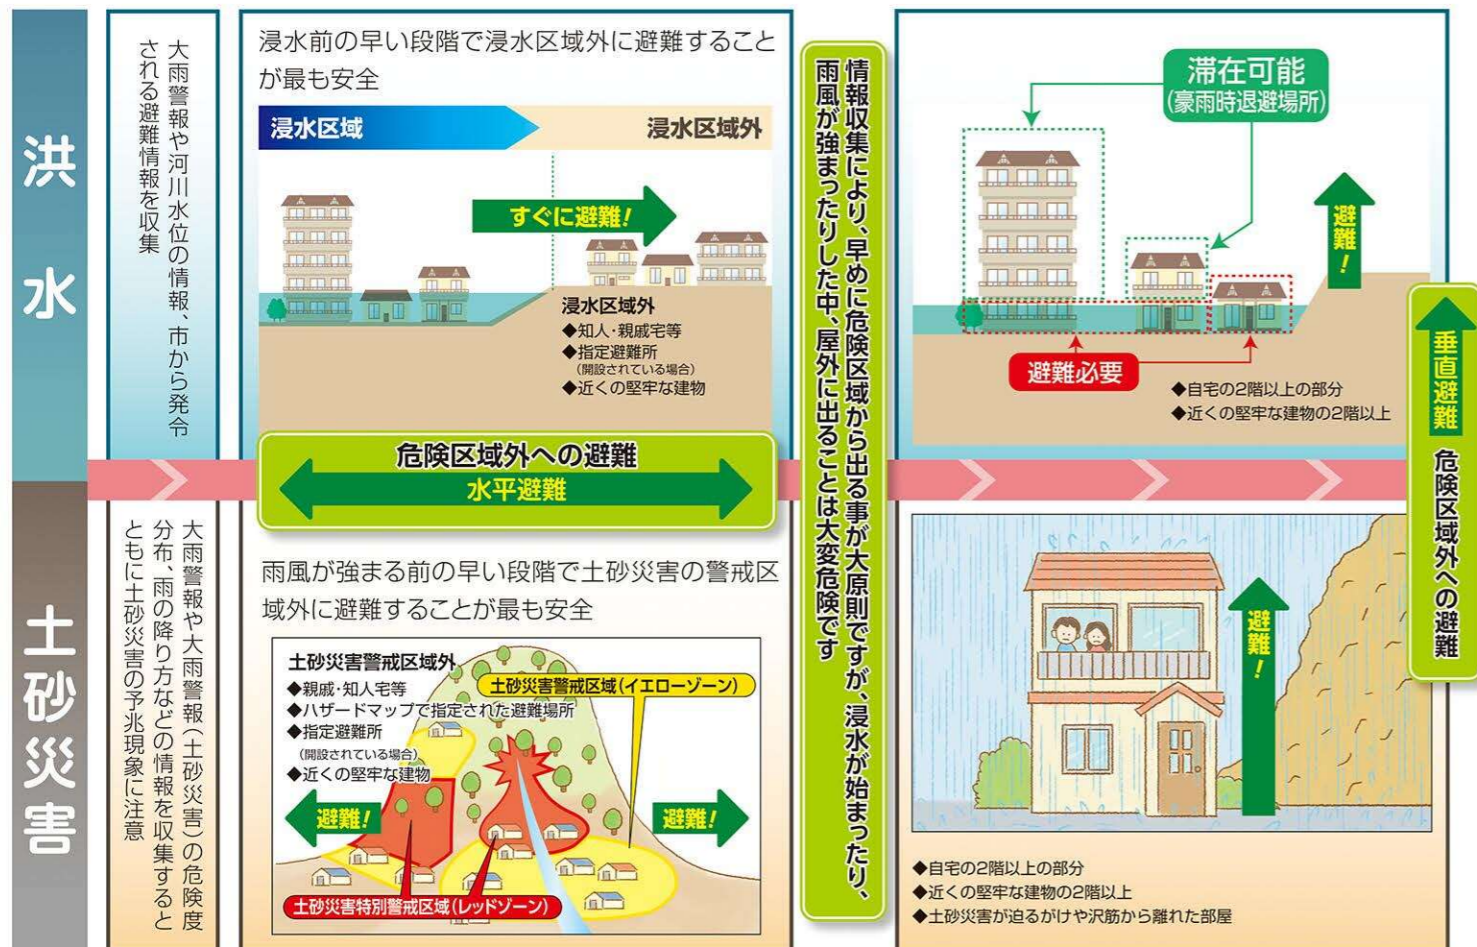 洪水
大雨警報や河川水位の情報、市から発令
される避難情報を収集
浸水前の早い段階で浸水区域外に避難すること
が最も安全
浸水区域
浸水区域外
すぐに避難!
浸水区域外
◆知人・親戚宅等
◆指定避難所
(開設されている場合)
◆近くの堅牢な建物
危険区域外への避難
水平避難
情報収集により、早めに危険区域から出る事が大原則ですが、浸水が始まったり、
雨風が強まったりした中、屋外に出ることは大変危険です
滞在可能
(豪雨時退避場所)
避難!
避難必要
◆自宅の2階以上の部分
◆近くの堅牢な建物の2階以上
垂直避難
危険区域外への避難
土砂災害
大雨警報や大雨警報(土砂災害)の危険度
分布、雨の降り方などの情報を収集すると
ともに土砂災害の予兆現象に注意
雨風が強まる前の早い段階で土砂災害の警戒区
域外に避難することが最も安全
土砂災害警戒区域外
◆親戚・知人宅等
◆ハザードマップで指定された避難場所
◆指定避難所
(開設されている場合)
◆近くの堅牢な建物
土砂災害警戒区域(イエローゾーン)
避難!
避難!
土砂災害特別警戒区域(レッドゾーン)
避難!
◆自宅の2階以上の部分
◆近くの堅牢な建物の2階以上
◆土砂災害が迫るがけや沢筋から離れた部屋